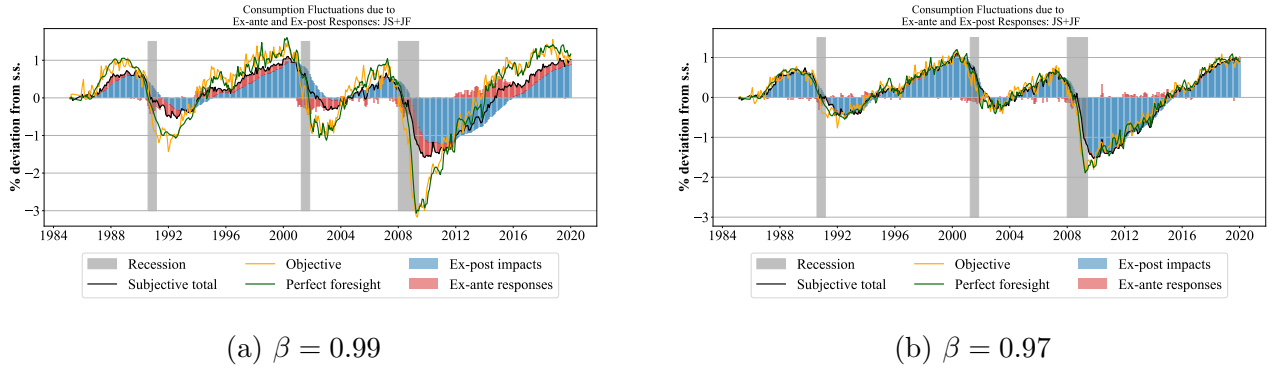 Consumption Fluctuations due to
Ex-ante and Ex-post Responses: JS+JF
% deviation from s.s.
1
0
−1
−2
−3
1984 1988 1992 1996 2000 2004 2008 2012 2016 2020
Recession Objective Ex-post impacts
Subjective total Perfect foresight Ex-ante responses
(a) β = 0.99
Consumption Fluctuations due to
Ex-ante and Ex-post Responses: JS+JF
% deviation from s.s.
1
0
−1
−2
−3
1984 1988 1992 1996 2000 2004 2008 2012 2016 2020
Recession Objective Ex-post impacts
Subjective total Perfect foresight Ex-ante responses
(b) β = 0.97